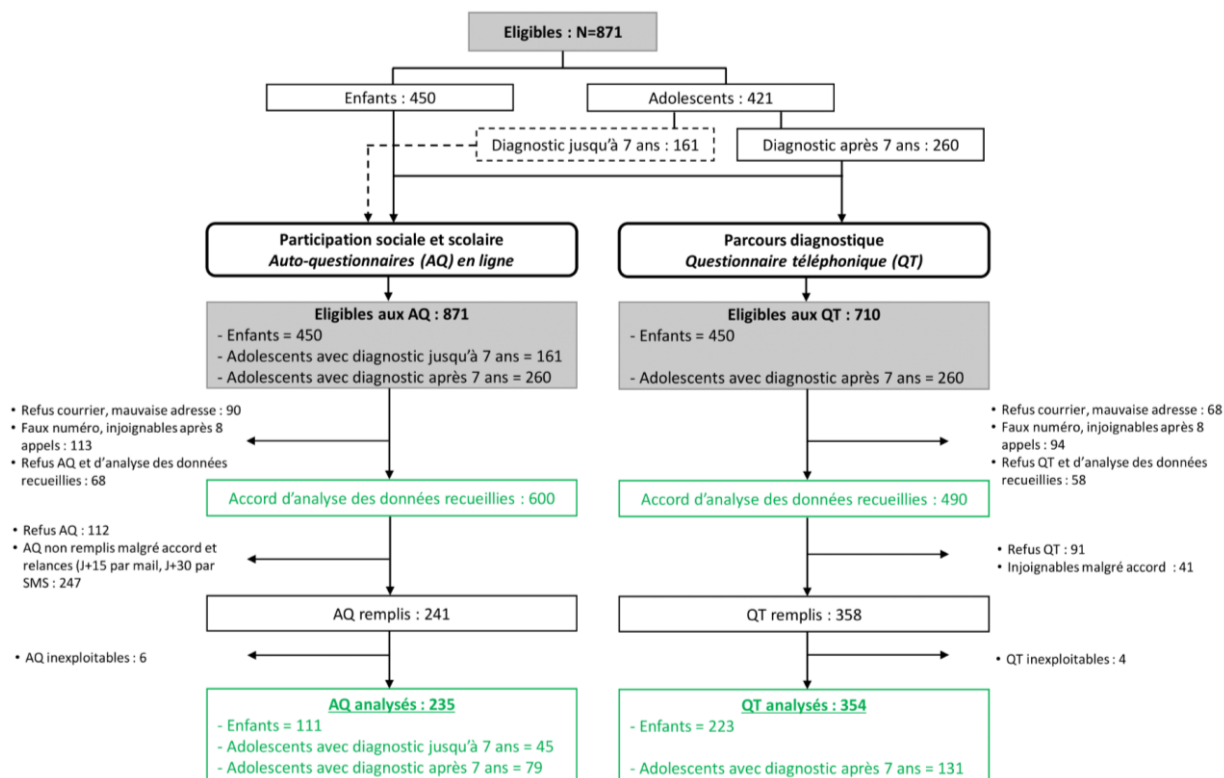 Eligibles : N=871
Enfants : 450
Adolescents : 421
Diagnostic jusqu'à 7 ans : 161
Diagnostic après 7 ans : 260
Participation sociale et scolaire
Auto-questionnaires (AQ) en ligne
Parcours diagnostique
Questionnaire téléphonique (QT)
Eligibles aux AQ : 871
- Enfants = 450
- Adolescents avec diagnostic jusqu'à 7 ans = 161
- Adolescents avec diagnostic après 7 ans = 260
Eligibles aux QT : 710
- Enfants = 450
- Adolescents avec diagnostic après 7 ans = 260
• Refus courrier, mauvaise adresse : 90
• Faux numéro, injoignables après 8
appels : 113
• Refus AQ et d'analyse des données
recueillies : 68
• Refus courrier, mauvaise adresse : 68
• Faux numéro, injoignables après 8
appels : 94
• Refus QT et d'analyse des données
recueillies : 58
Accord d'analyse des données recueillies : 600
Accord d'analyse des données recueillies : 490
• Refus AQ : 112
• AQ non remplis malgré accord et
relances (J+15 par mail, J+30 par
SMS : 247
• Refus QT : 91
• Injoignables malgré accord : 41
AQ remplis : 241
QT remplis : 358
• AQ inexploitables : 6
• QT inexploitables : 4
AQ analysés : 235
- Enfants = 111
- Adolescents avec diagnostic jusqu'à 7 ans = 45
- Adolescents avec diagnostic après 7 ans = 79
QT analysés : 354
- Enfants = 223
- Adolescents avec diagnostic après 7 ans = 131